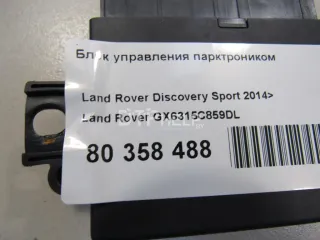 Блок управления парктроником
Land Rover Discovery Sport 2014>
Land Rover GX6315C859DL
80 358 488